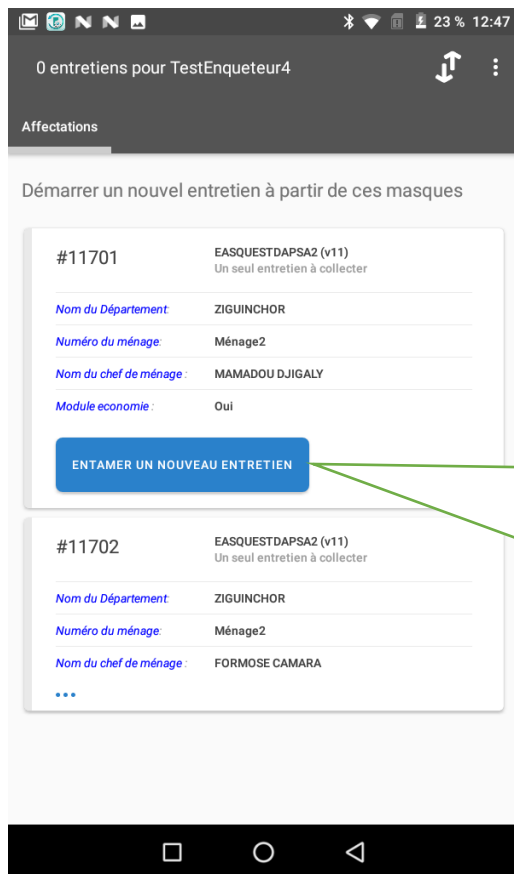 23 % 12:47
0 entretiens pour TestEnqueteur4
Affectations
Démarrer un nouvel entretien à partir de ces masques
#11701
EASQUESTDAPSA2 (v11)
Un seul entretien à collecter
Nom du Département: ZIGUINCHOR
Numéro du ménage: Ménage2
Nom du chef de ménage : MAMADOU DJIGALY
Module economie : Oui
ENTAMER UN NOUVEAU ENTRETIEN
#11702
EASQUESTDAPSA2 (v11)
Un seul entretien à collecter
Nom du Département: ZIGUINCHOR
Numéro du ménage: Ménage2
Nom du chef de ménage : FORMOSE CAMARA
...